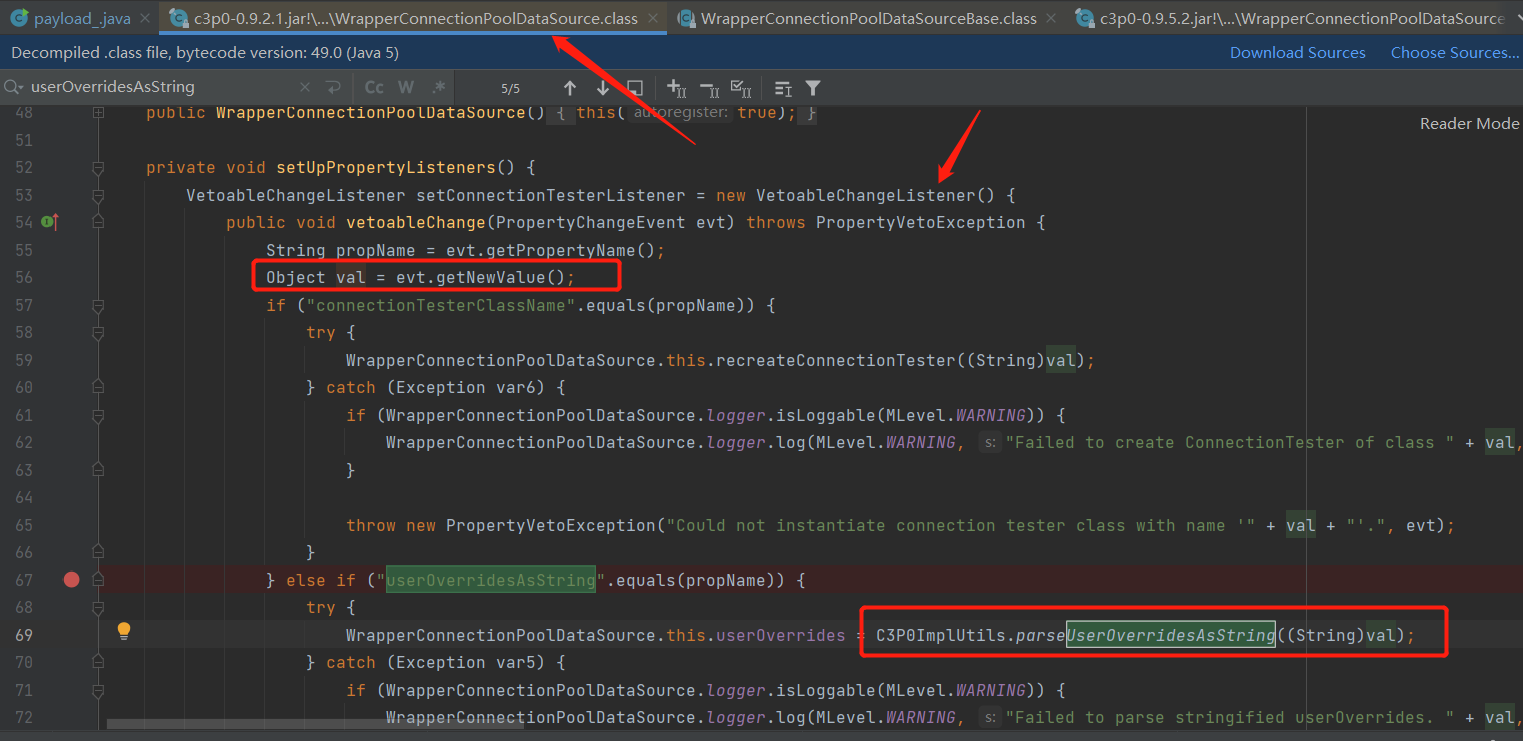 payload_.java c3p0-0.9.2.1.jar!\...\WrapperConnectionPoolDataSource.class WrapperConnectionPoolDataSourceBase.class c3p0-0.9.5.2.jar!\...\WrapperConnectionPoolDataSource
Decompiled .class file, bytecode version: 49.0 (Java 5) Download Sources Choose Sources...
userOverridesAsString Cc W .* 5/5
48 public WrapperConnectionPoolDataSource() { this( autoregister: true); }
Reader Mode
51
52 private void setUpPropertyListeners() {
53 VetoableChangeListener setConnectionTesterListener = new VetoableChangeListener() {
54 public void vetoableChange(PropertyChangeEvent evt) throws PropertyVetoException {
55 String propName = evt.getPropertyName();
56 Object val = evt.getNewValue();
57 if ("connectionTesterClassName".equals(propName)) {
58 try {
59 WrapperConnectionPoolDataSource.this.recreateConnectionTester((String)val);
60 } catch (Exception var6) {
61 if (WrapperConnectionPoolDataSource.logger.isLoggable(MLevel.WARNING)) {
62 WrapperConnectionPoolDataSource.logger.log(MLevel.WARNING, s: "Failed to create ConnectionTester of class " + val,
63 }
64
65 throw new PropertyVetoException("Could not instantiate connection tester class with name '" + val + "'.", evt);
66 }
67 } else if ("userOverridesAsString".equals(propName)) {
68 try {
69 WrapperConnectionPoolDataSource.this.userOverrides = C3P0ImplUtils.parseUserOverridesAsString((String)val);
70 } catch (Exception var5) {
71 if (WrapperConnectionPoolDataSource.logger.isLoggable(MLevel.WARNING)) {
72 WrapperConnectionPoolDataSource.logger.log(MLevel.WARNING, s: "Failed to parse stringified userOverrides. " + val,